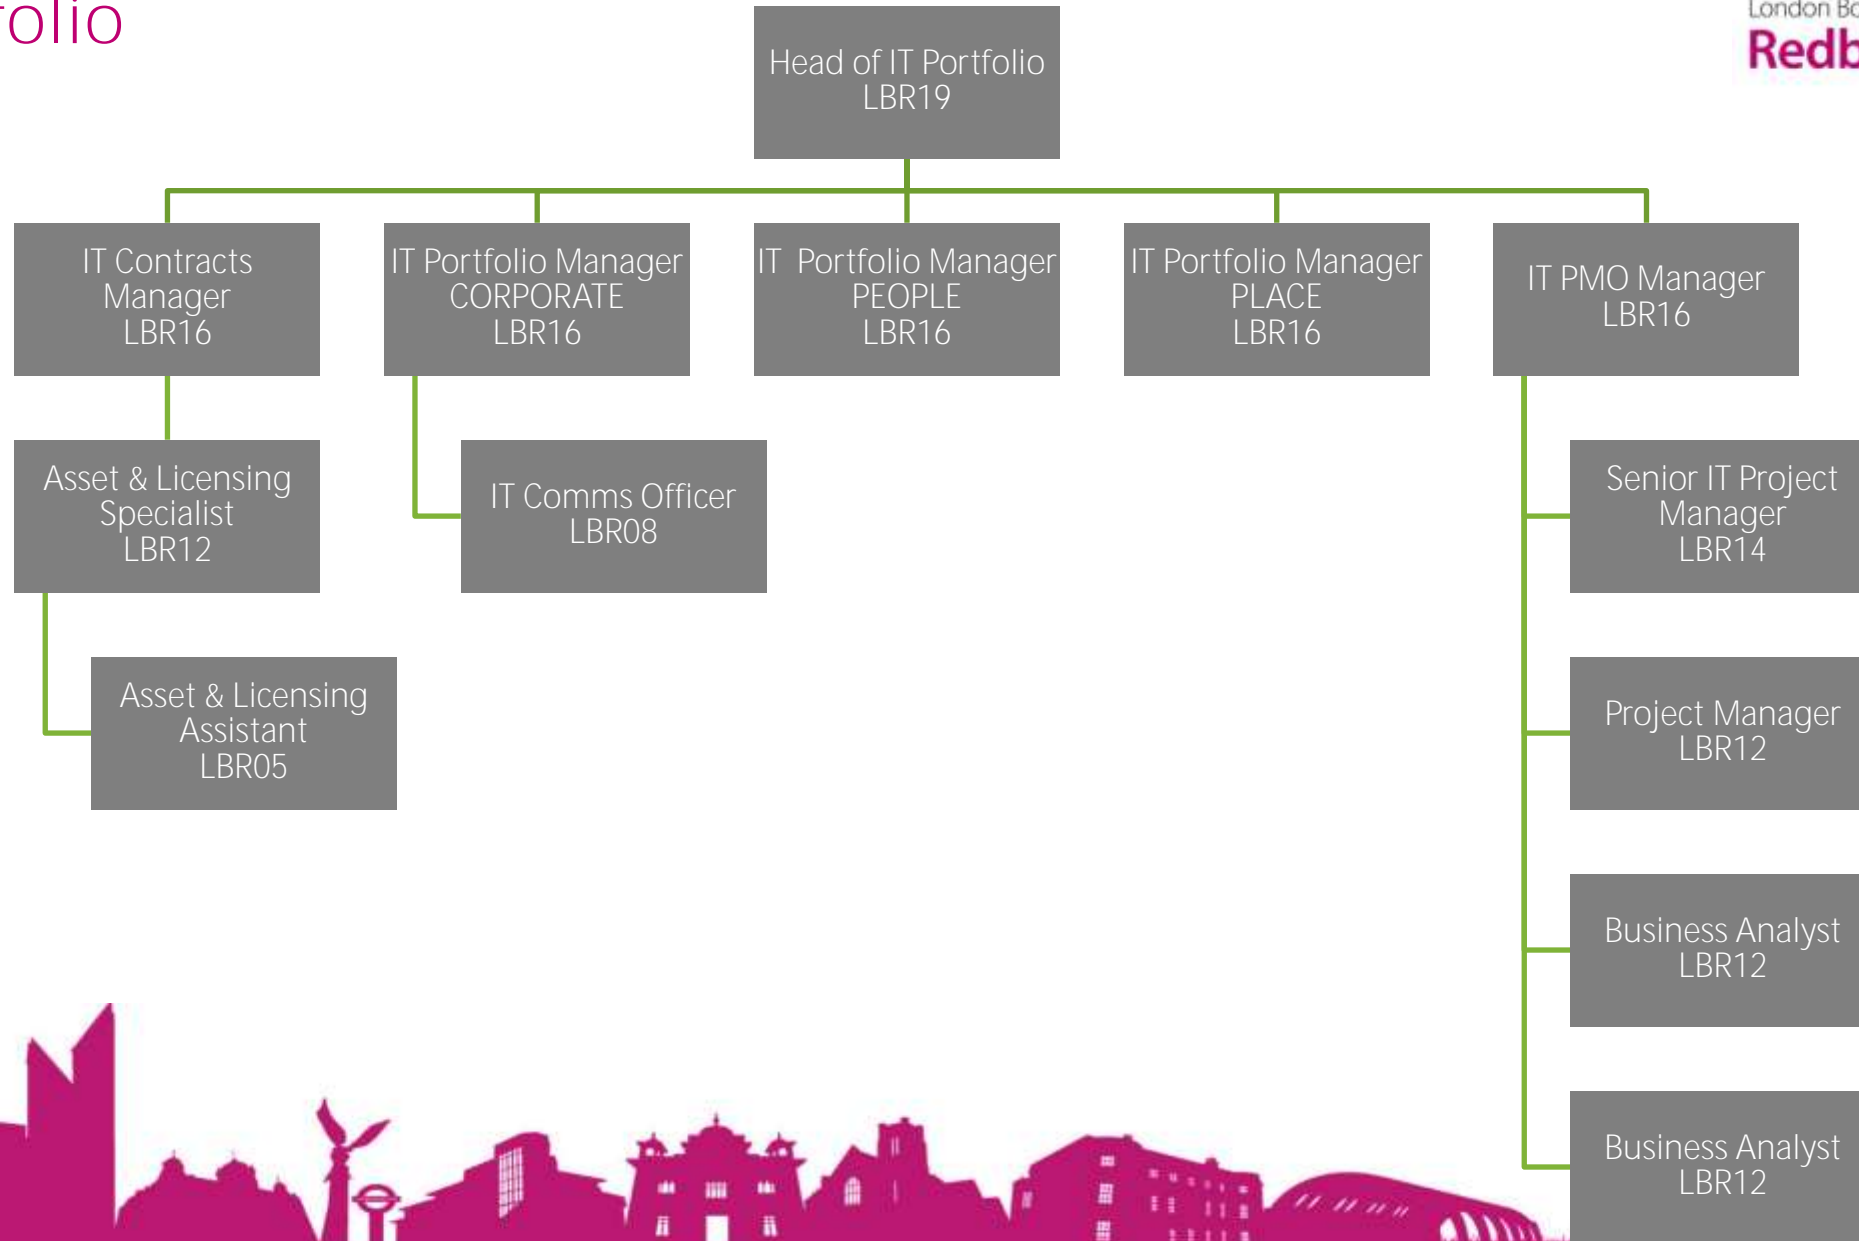 folio
London Bo
Redb
Head of IT Portfolio
LBR19
IT Contracts
Manager
LBR16
IT Portfolio Manager
CORPORATE
LBR16
IT Portfolio Manager
PEOPLE
LBR16
IT Portfolio Manager
PLACE
LBR16
IT PMO Manager
LBR16
Asset & Licensing
Specialist
LBR12
IT Comms Officer
LBR08
Senior IT Project
Manager
LBR14
Asset & Licensing
Assistant
LBR05
Project Manager
LBR12
Business Analyst
LBR12
Business Analyst
LBR12